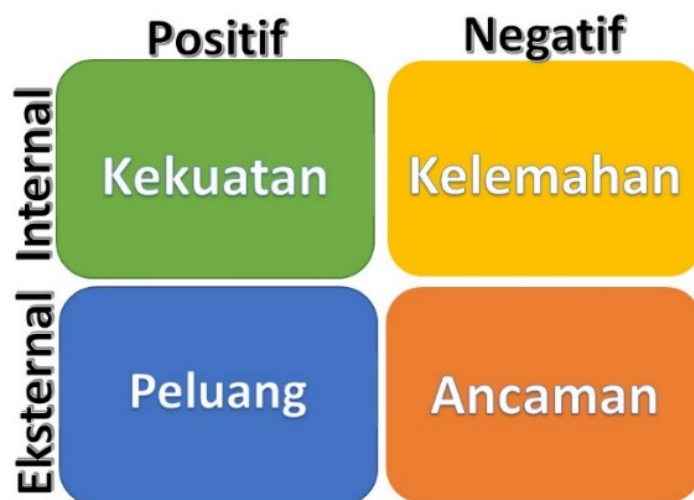 Positif Negatif
Internal Kekuatan Kelemahan
Eksternal Peluang Ancaman